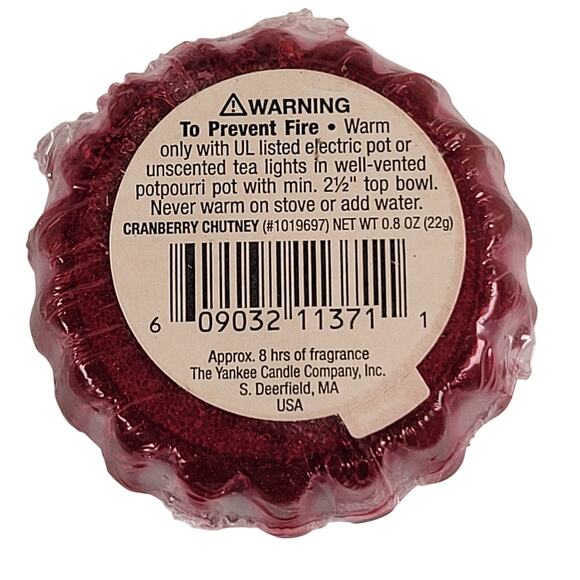 ⚠WARNING
To Prevent Fire • Warm
only with UL listed electric pot or
unscented tea lights in well-vented
potpourri pot with min. 2½" top bowl.
Never warm on stove or add water.
CRANBERRY CHUTNEY (#1019697) NET WT 0.8 OZ (22g)
6 09032 11371 1
Approx. 8 hrs of fragrance
The Yankee Candle Company, Inc.
S. Deerfield, MA
USA